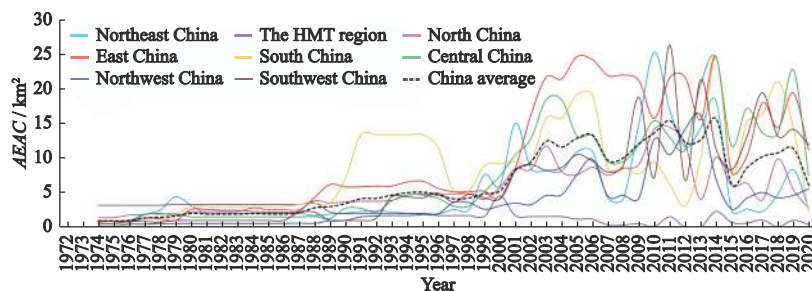 30
25
20
15
10
5
0
AEAC / km²
Northeast China The HMT region North China
East China South China Central China
Northwest China Southwest China China average
1972 1973 1974 1975 1976 1977 1978 1979 1980 1981 1982 1983 1984 1985 1986 1987 1988 1989 1990 1991 1992 1993 1994 1995 1996 1997 1998 1999 2000 2001 2002 2003 2004 2005 2006 2007 2008 2009 2010 2011 2012 2013 2014 2015 2016 2017 2018 2019 2020
Year